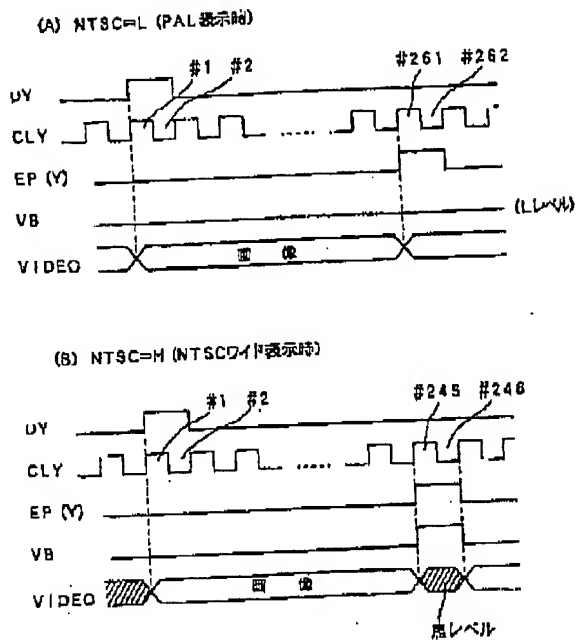 (A) NTSC=L (PAL表示時)
#1 #2 #261 #262
DY
CLY
EP (Y)
VB (Lレベル)
VIDEO 画 像
(B) NTSC=H (NTSCワイド表示時)
#1 #2 #245 #246
DY
CLY
EP (Y)
VB
VIDEO 画 像
黒レベル